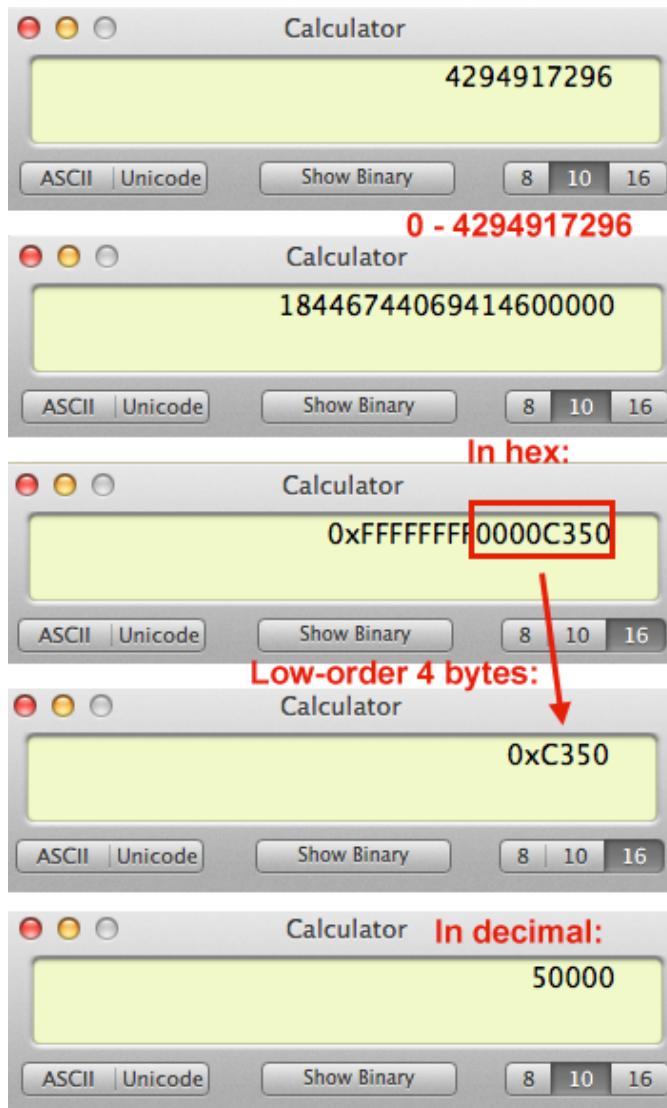 Calculator
4294917296
ASCII Unicode Show Binary 8 10 16
0 - 4294917296
Calculator
18446744069414600000
ASCII Unicode Show Binary 8 10 16
In hex:
Calculator
0xFFFFFFFF0000C350
ASCII Unicode Show Binary 8 10 16
Low-order 4 bytes:
Calculator
0xC350
ASCII Unicode Show Binary 8 10 16
Calculator In decimal:
50000
ASCII Unicode Show Binary 8 10 16